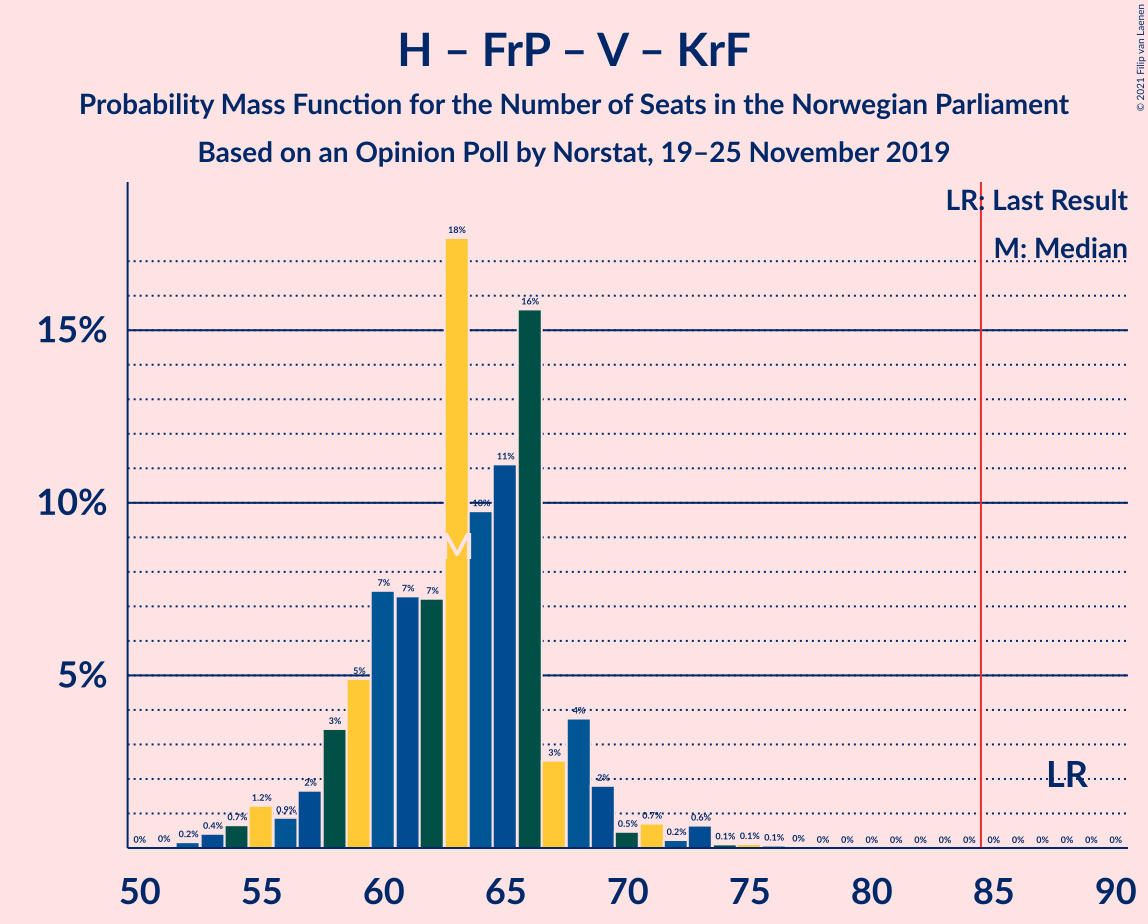 H – FrP – V – KrF
Probability Mass Function for the Number of Seats in the Norwegian Parliament
Based on an Opinion Poll by Norstat, 19–25 November 2019
© 2021 Filip van Laenen
LR: Last Result
M: Median
15%
10%
5%
0% 0% 0.2% 0.4% 0.7% 1.2% 0.9% 2% 3% 5% 7% 7% 7% 18% 10% 11% 16% 3% 4% 2% 0.5% 0.7% 0.2% 0.6% 0.1% 0.1% 0.1% 0% 0% 0% 0% 0% 0% 0% 0% 0% 0% 0% 0% 0% 0%
M
LR
50 55 60 65 70 75 80 85 90